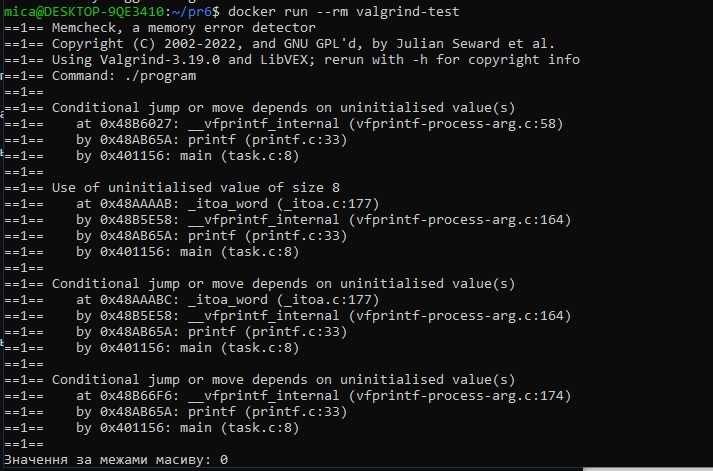 mica@DESKTOP-9QE3410:~/pr6$ docker run --rm valgrind-test
==1== Memcheck, a memory error detector
==1== Copyright (C) 2002-2022, and GNU GPL'd, by Julian Seward et al.
==1== Using Valgrind-3.19.0 and LibVEX; rerun with -h for copyright info
==1== Command: ./program
==1==
==1== Conditional jump or move depends on uninitialised value(s)
==1==    at 0x48B6027: __vfprintf_internal (vfprintf-process-arg.c:58)
==1==    by 0x48AB65A: printf (printf.c:33)
==1==    by 0x401156: main (task.c:8)
==1==
==1== Use of uninitialised value of size 8
==1==    at 0x48AAAAB: _itoa_word (_itoa.c:177)
==1==    by 0x48B5E58: __vfprintf_internal (vfprintf-process-arg.c:164)
==1==    by 0x48AB65A: printf (printf.c:33)
==1==    by 0x401156: main (task.c:8)
==1==
==1== Conditional jump or move depends on uninitialised value(s)
==1==    at 0x48AAABC: _itoa_word (_itoa.c:177)
==1==    by 0x48B5E58: __vfprintf_internal (vfprintf-process-arg.c:164)
==1==    by 0x48AB65A: printf (printf.c:33)
==1==    by 0x401156: main (task.c:8)
==1==
==1== Conditional jump or move depends on uninitialised value(s)
==1==    at 0x48B66F6: __vfprintf_internal (vfprintf-process-arg.c:174)
==1==    by 0x48AB65A: printf (printf.c:33)
==1==    by 0x401156: main (task.c:8)
==1==
Значення за межами масиву: 0